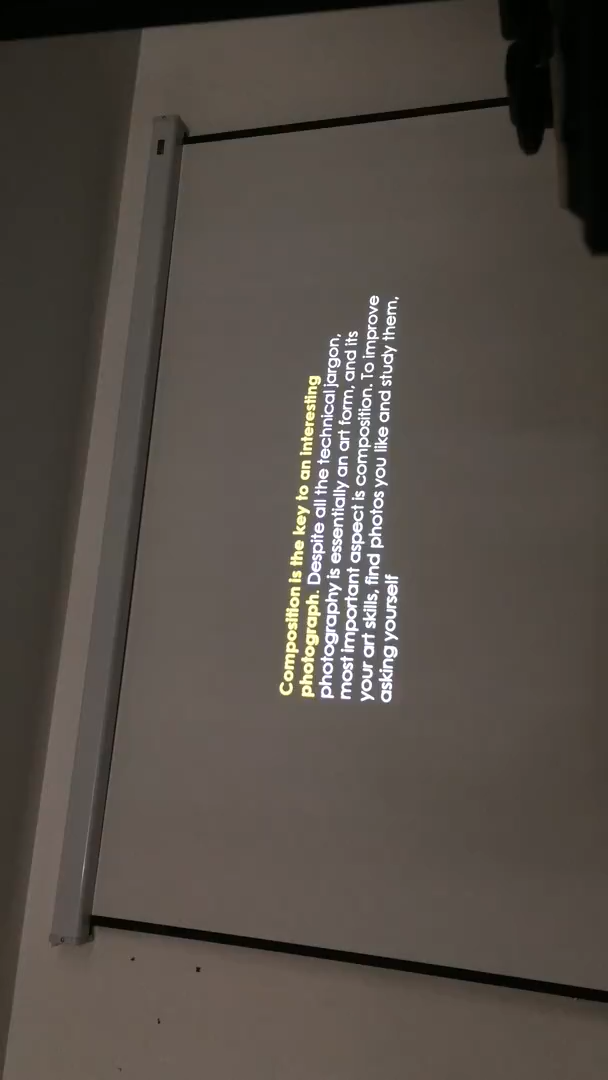 Composition is the key to an interesting
photograph. Despite all the technical jargon,
photography is essentially an art form, and its
most important aspect is composition. To improve
your art skills, find photos you like and study them,
asking yourself